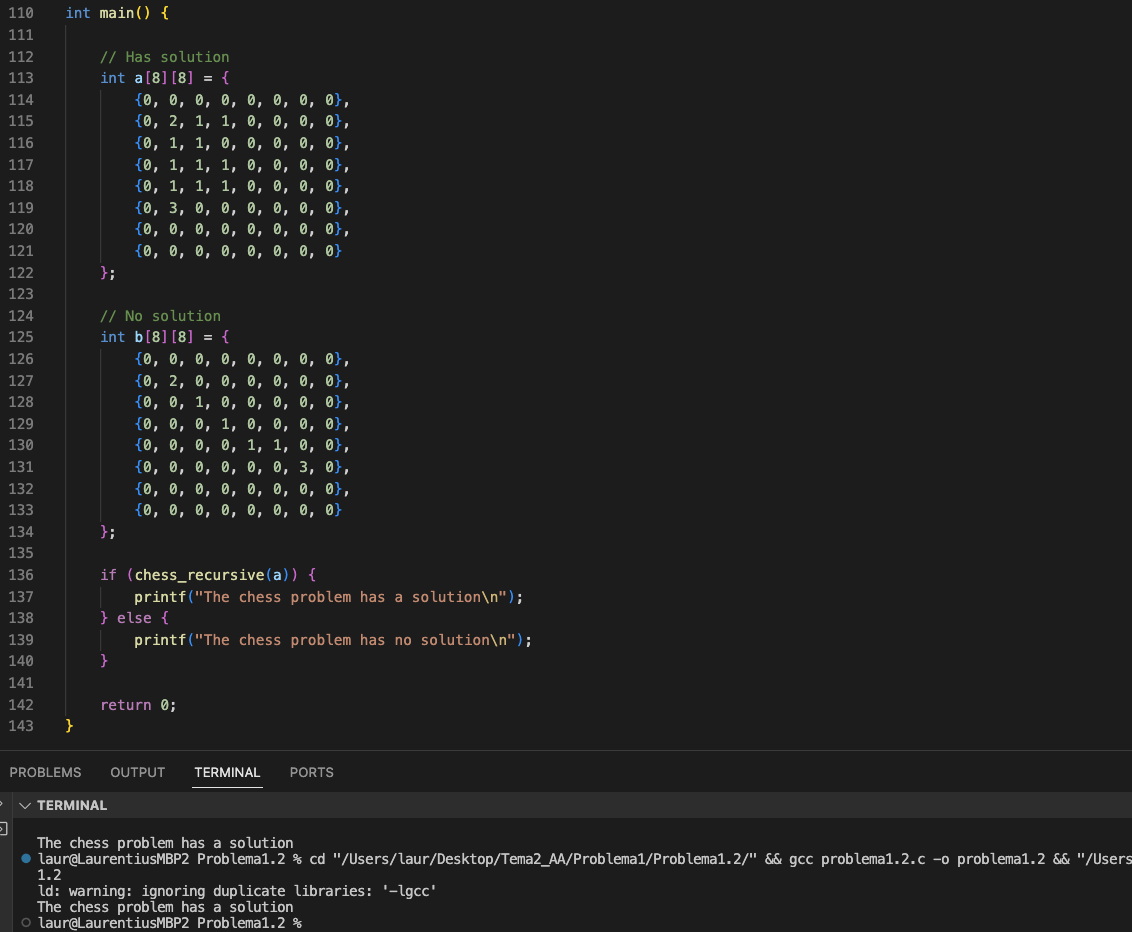 110 int main() {
111
112 // Has solution
113 int a[8][8] = {
114 {0, 0, 0, 0, 0, 0, 0, 0},
115 {0, 2, 1, 1, 0, 0, 0, 0},
116 {0, 1, 1, 0, 0, 0, 0, 0},
117 {0, 1, 1, 1, 0, 0, 0, 0},
118 {0, 1, 1, 1, 0, 0, 0, 0},
119 {0, 3, 0, 0, 0, 0, 0, 0},
120 {0, 0, 0, 0, 0, 0, 0, 0},
121 {0, 0, 0, 0, 0, 0, 0, 0}
122 };
123
124 // No solution
125 int b[8][8] = {
126 {0, 0, 0, 0, 0, 0, 0, 0},
127 {0, 2, 0, 0, 0, 0, 0, 0},
128 {0, 0, 1, 0, 0, 0, 0, 0},
129 {0, 0, 0, 1, 0, 0, 0, 0},
130 {0, 0, 0, 0, 1, 1, 0, 0},
131 {0, 0, 0, 0, 0, 0, 3, 0},
132 {0, 0, 0, 0, 0, 0, 0, 0},
133 {0, 0, 0, 0, 0, 0, 0, 0}
134 };
135
136 if (chess_recursive(a)) {
137 printf("The chess problem has a solution\n");
138 } else {
139 printf("The chess problem has no solution\n");
140 }
141
142 return 0;
143 }
PROBLEMS OUTPUT TERMINAL PORTS
TERMINAL
The chess problem has a solution
laur@LaurentiusMBP2 Problema1.2 % cd "/Users/laur/Desktop/Tema2_AA/Problema1/Problema1.2/" && gcc problema1.2.c -o problema1.2 && "/Users
1.2
ld: warning: ignoring duplicate libraries: '-lgcc'
The chess problem has a solution
laur@LaurentiusMBP2 Problema1.2 %